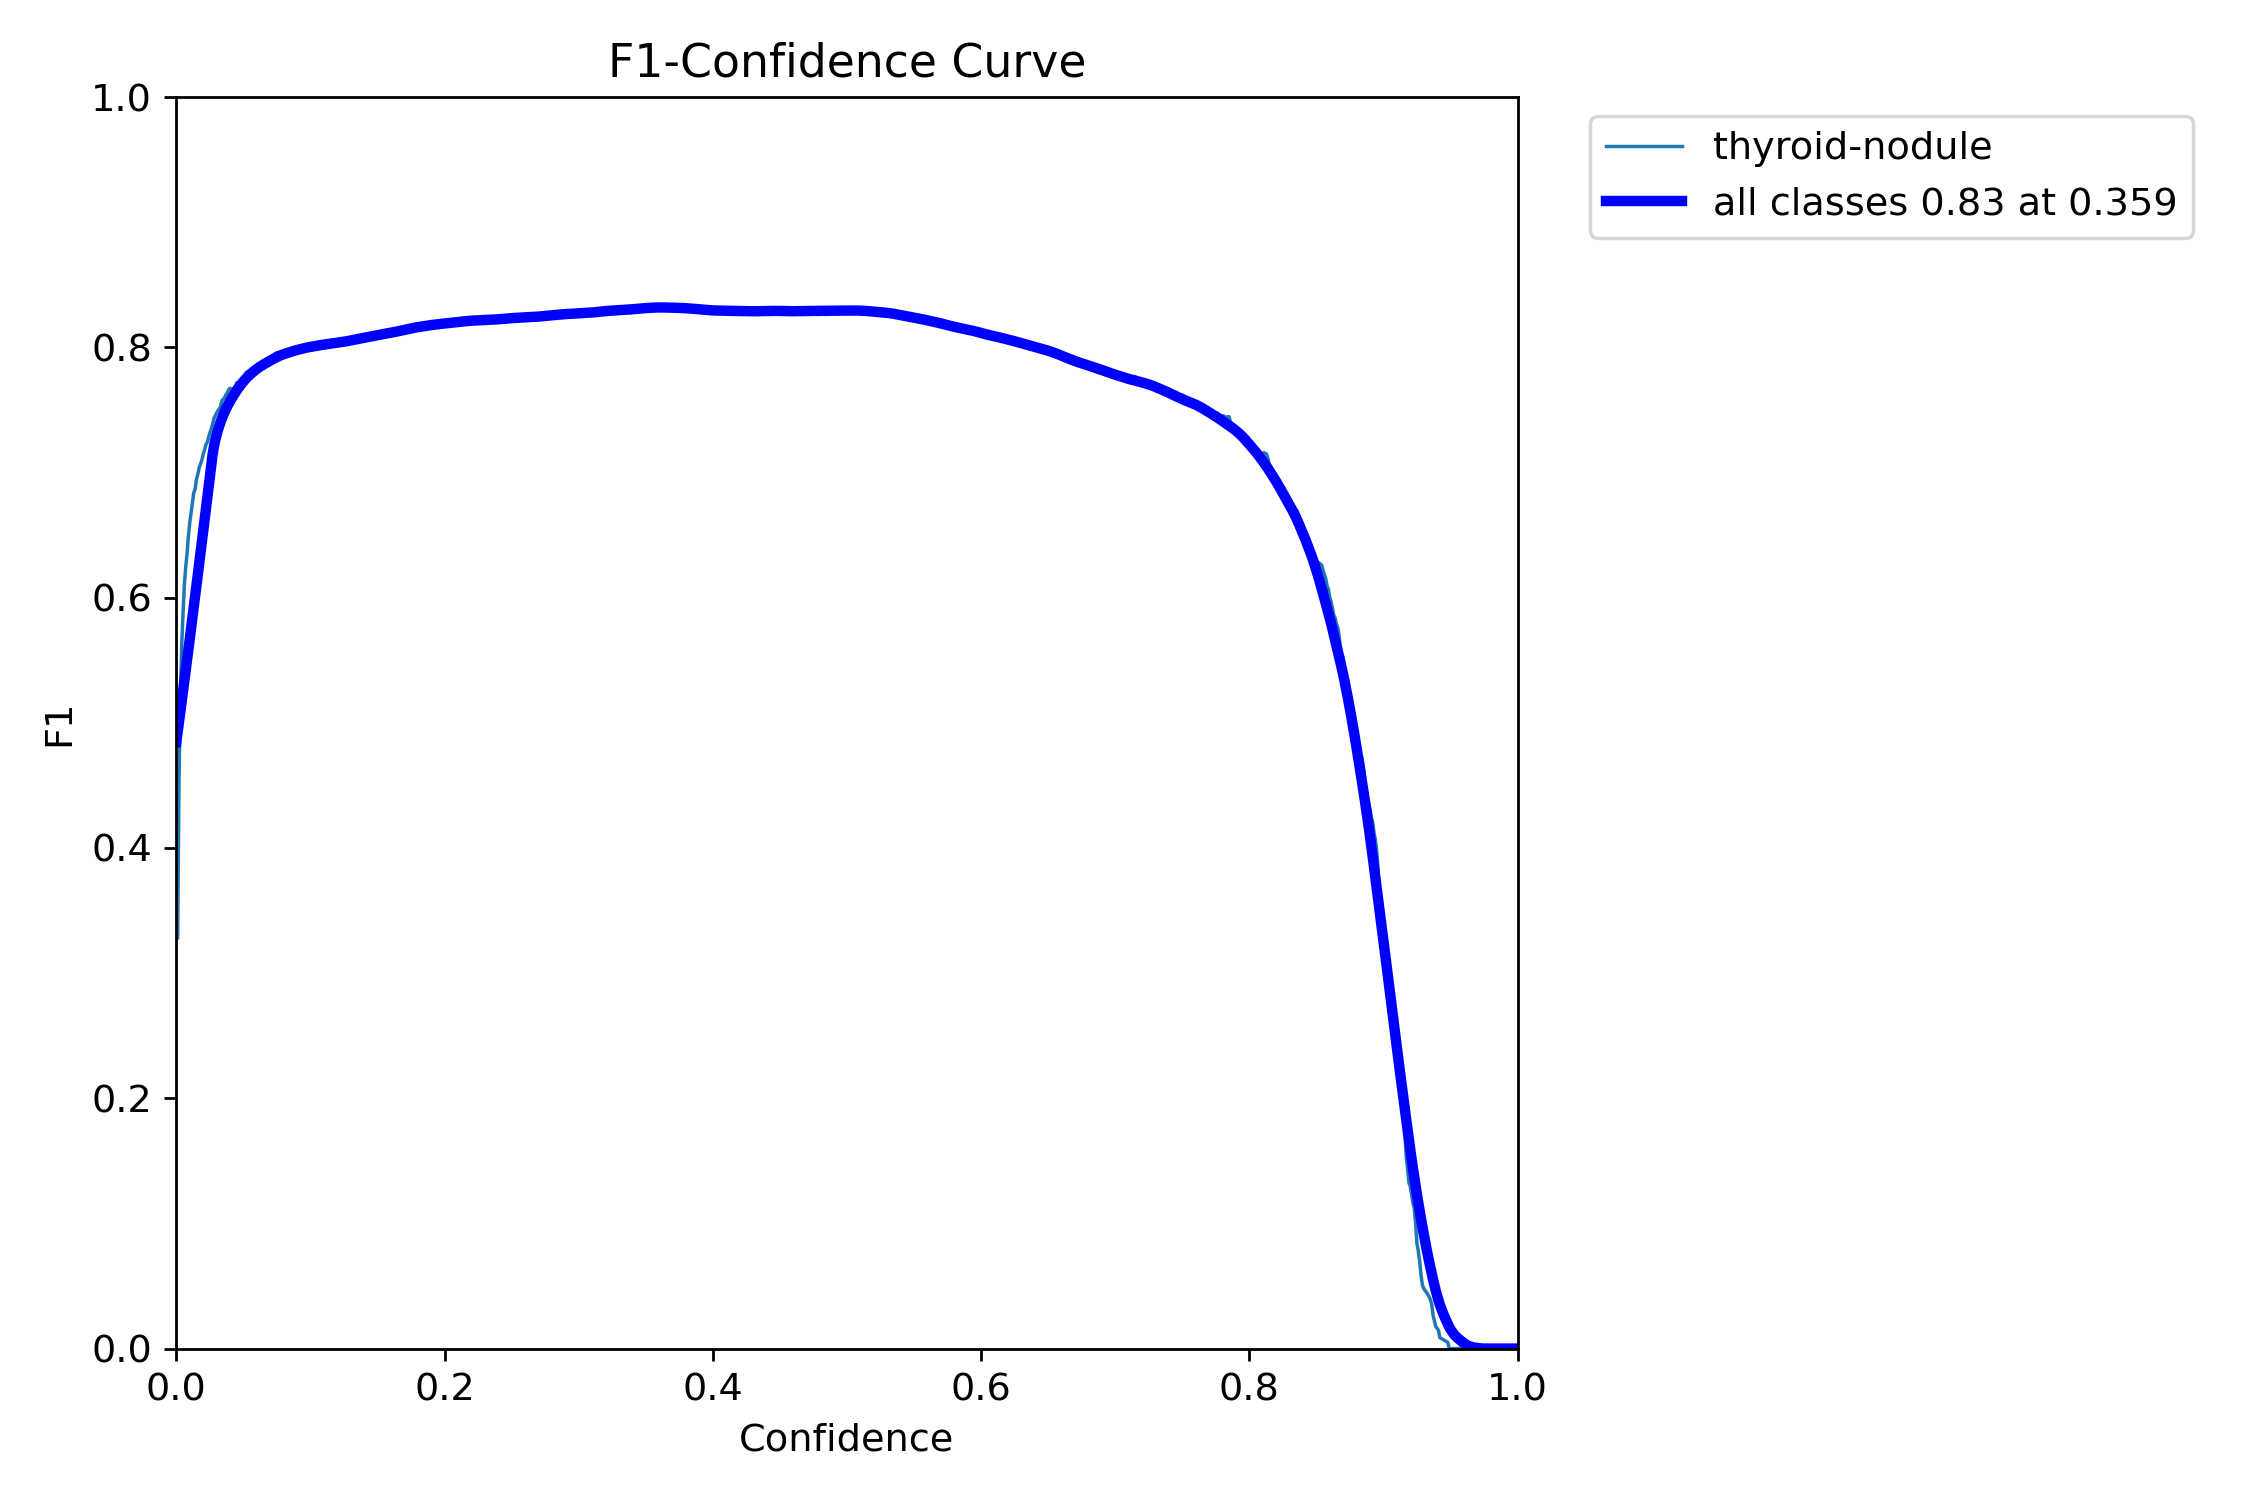 F1-Confidence Curve
1.0
0.8
0.6
0.4
0.2
0.0
F1
0.0 0.2 0.4 0.6 0.8 1.0
Confidence
thyroid-nodule
all classes 0.83 at 0.359